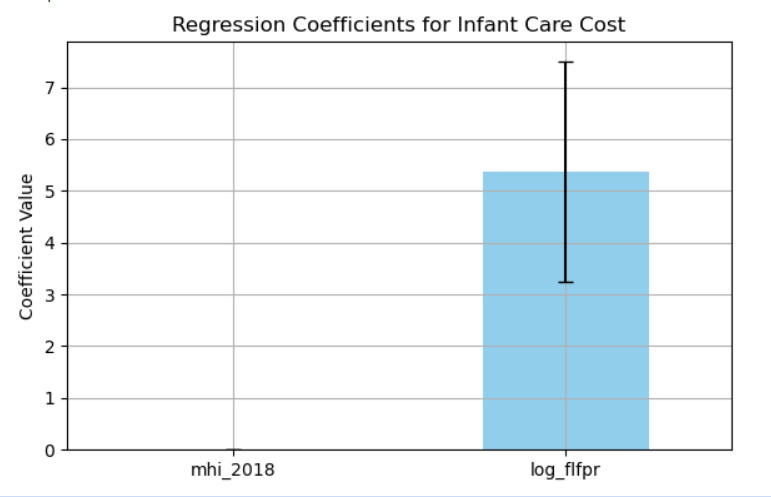 Regression Coefficients for Infant Care Cost
Coefficient Value
7
6
5
4
3
2
1
0
mhi_2018
log_flfpr